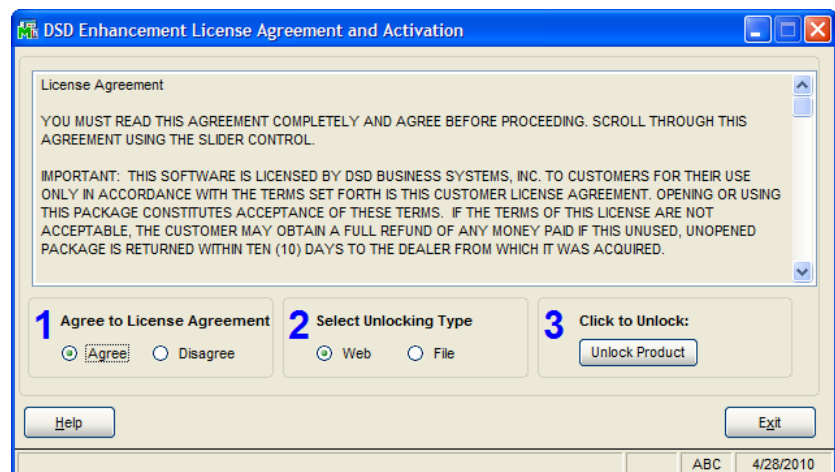 DSD Enhancement License Agreement and Activation
License Agreement
YOU MUST READ THIS AGREEMENT COMPLETELY AND AGREE BEFORE PROCEEDING. SCROLL THROUGH THIS
AGREEMENT USING THE SLIDER CONTROL.
IMPORTANT: THIS SOFTWARE IS LICENSED BY DSD BUSINESS SYSTEMS, INC. TO CUSTOMERS FOR THEIR USE
ONLY IN ACCORDANCE WITH THE TERMS SET FORTH IS THIS CUSTOMER LICENSE AGREEMENT. OPENING OR USING
THIS PACKAGE CONSTITUTES ACCEPTANCE OF THESE TERMS. IF THE TERMS OF THIS LICENSE ARE NOT
ACCEPTABLE, THE CUSTOMER MAY OBTAIN A FULL REFUND OF ANY MONEY PAID IF THIS UNUSED, UNOPENED
PACKAGE IS RETURNED WITHIN TEN (10) DAYS TO THE DEALER FROM WHICH IT WAS ACQUIRED.
1 Agree to License Agreement
Agree Disagree
2 Select Unlocking Type
Web File
3 Click to Unlock:
Unlock Product
Help Exit
ABC 4/28/2010